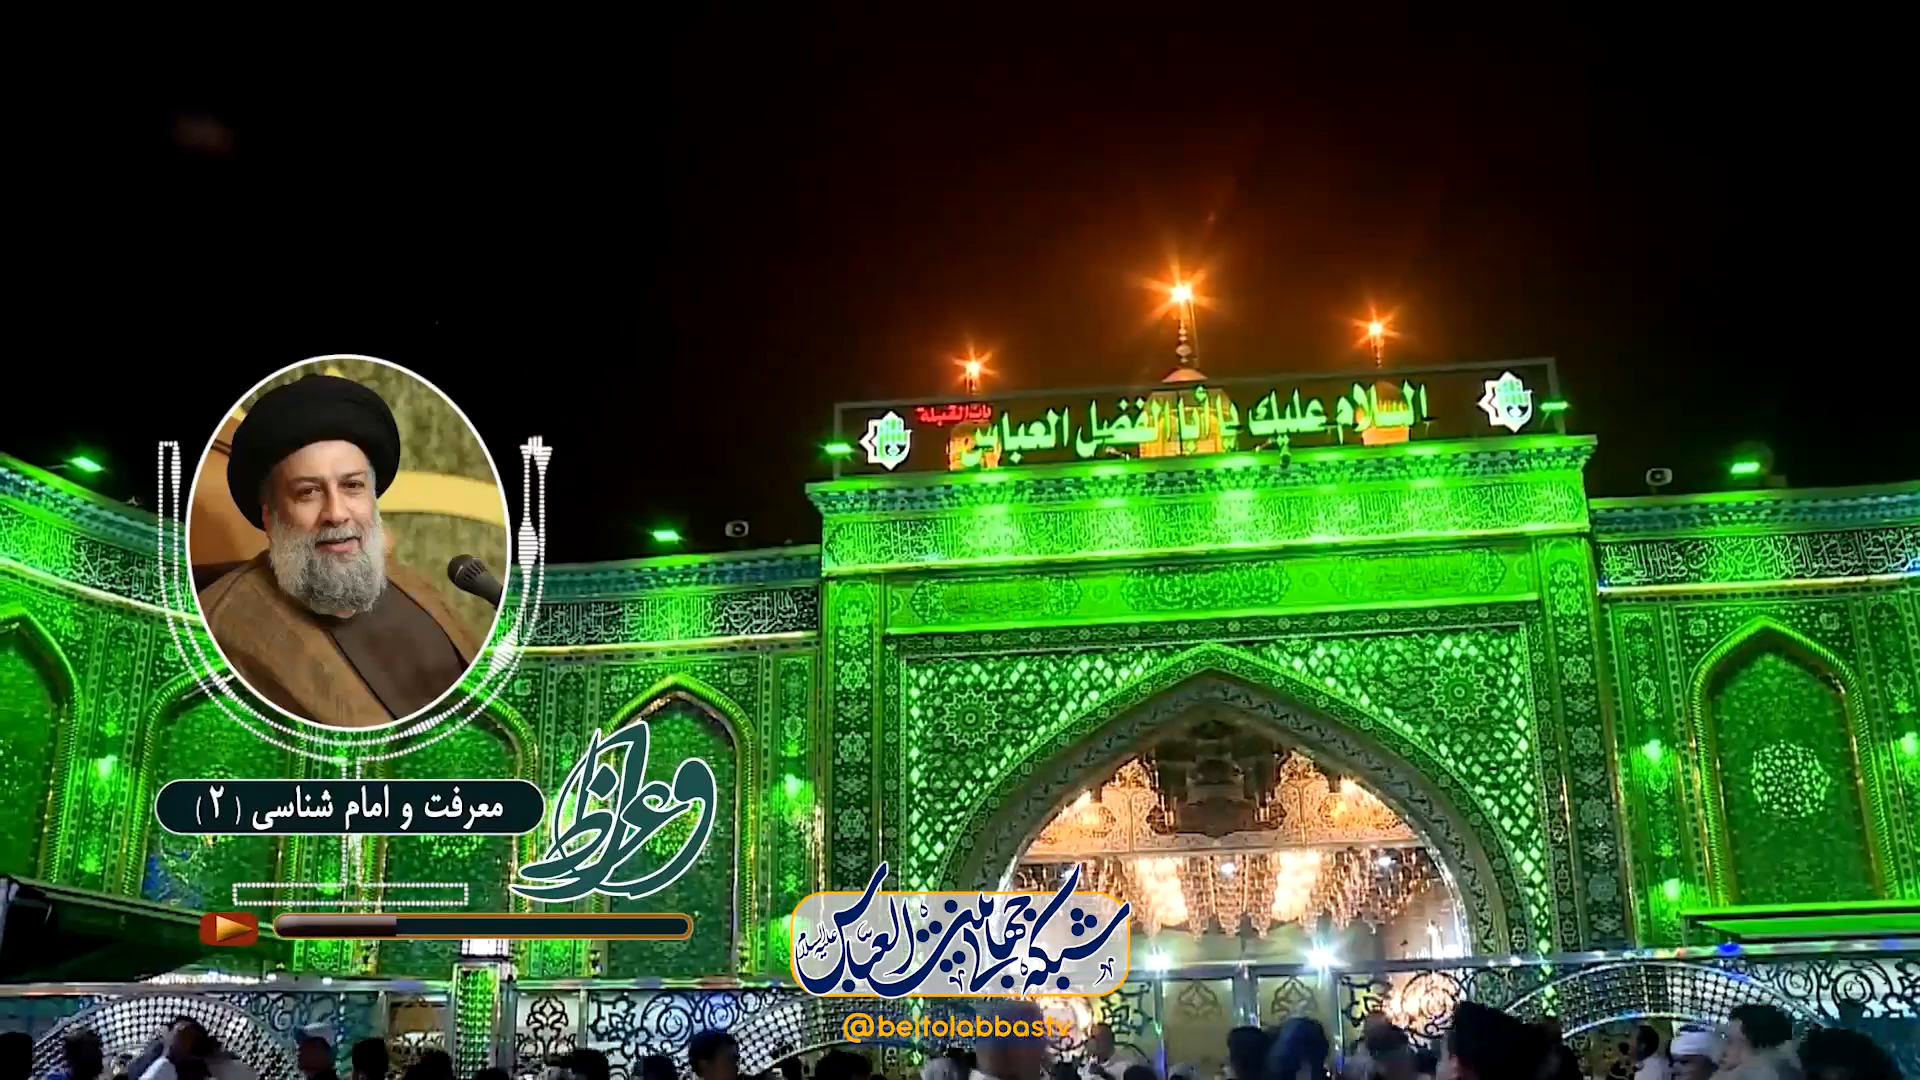 باب القبلة
السلام عليك يا أبا الفضل العباس
معرفت و امام شناسی (۲)
وعاظ
شبکه جهانی بیت العباس علیه السلام
@beitolabbastv